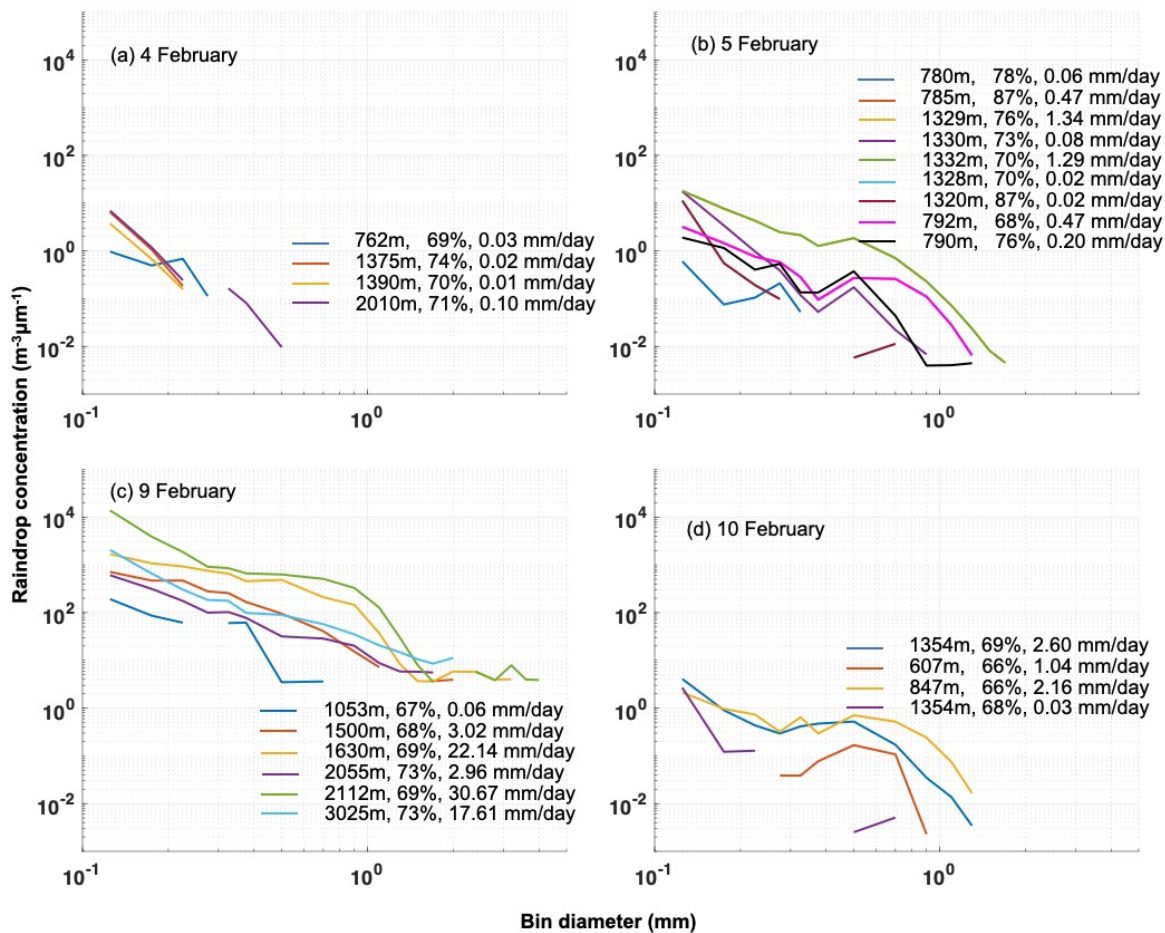 (a) 4 February
10⁴
10²
10⁰
10⁻²
10⁻¹
10⁰
762m, 69%, 0.03 mm/day
1375m, 74%, 0.02 mm/day
1390m, 70%, 0.01 mm/day
2010m, 71%, 0.10 mm/day
(b) 5 February
10⁴
10²
10⁰
10⁻²
10⁻¹
10⁰
780m, 78%, 0.06 mm/day
785m, 87%, 0.47 mm/day
1329m, 76%, 1.34 mm/day
1330m, 73%, 0.08 mm/day
1332m, 70%, 1.29 mm/day
1328m, 70%, 0.02 mm/day
1320m, 87%, 0.02 mm/day
792m, 68%, 0.47 mm/day
790m, 76%, 0.20 mm/day
Raindrop concentration (m⁻³µm⁻¹)
(c) 9 February
10⁴
10²
10⁰
10⁻²
10⁻¹
10⁰
1053m, 67%, 0.06 mm/day
1500m, 68%, 3.02 mm/day
1630m, 69%, 22.14 mm/day
2055m, 73%, 2.96 mm/day
2112m, 69%, 30.67 mm/day
3025m, 73%, 17.61 mm/day
(d) 10 February
10⁴
10²
10⁰
10⁻²
10⁻¹
10⁰
1354m, 69%, 2.60 mm/day
607m, 66%, 1.04 mm/day
847m, 66%, 2.16 mm/day
1354m, 68%, 0.03 mm/day
Bin diameter (mm)